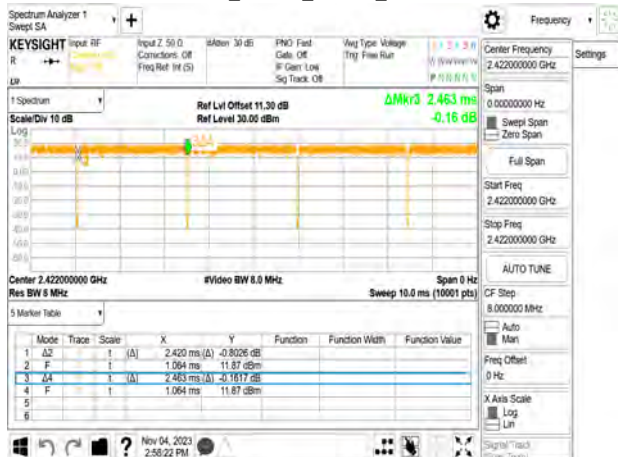 Spectrum Analyzer 1
Swept SA
+
Frequency
KEYSIGHT
R
Input: RF
Input Z: 50 Ω
Corrections: Off
Freq Ref: Int (S)
#Atten: 30 dB
PNO: Fast
Gate: Off
IF Gain: Low
Sig Track: Off
Avg Type: Voltage
Trig: Free Run
1 Spectrum
Scale/Div 10 dB
Ref Lvl Offset 11.30 dB
Ref Level 30.00 dBm
ΔMkr3 2.463 ms
-0.16 dB
Log
3Δ4
Center 2.422000000 GHz
Res BW 8 MHz
#Video BW 8.0 MHz
Span 0 Hz
Sweep 10.0 ms (10001 pts)
5 Marker Table
Mode Trace Scale X Y Function Function Width Function Value
1 Δ2 1 t (Δ) 2.420 ms (Δ) -0.8026 dB
2 F 1 t 1.064 ms 11.87 dBm
3 Δ4 1 t (Δ) 2.463 ms (Δ) -0.1617 dB
4 F 1 t 1.064 ms 11.87 dBm
5
6
?
Nov 04, 2023
2:58:22 PM
Center Frequency
2.422000000 GHz
Settings
Span
0.00000000 Hz
Swept Span
Zero Span
Full Span
Start Freq
2.422000000 GHz
Stop Freq
2.422000000 GHz
AUTO TUNE
CF Step
8.000000 MHz
Auto
Man
Freq Offset
0 Hz
X Axis Scale
Log
Lin
Signal Track